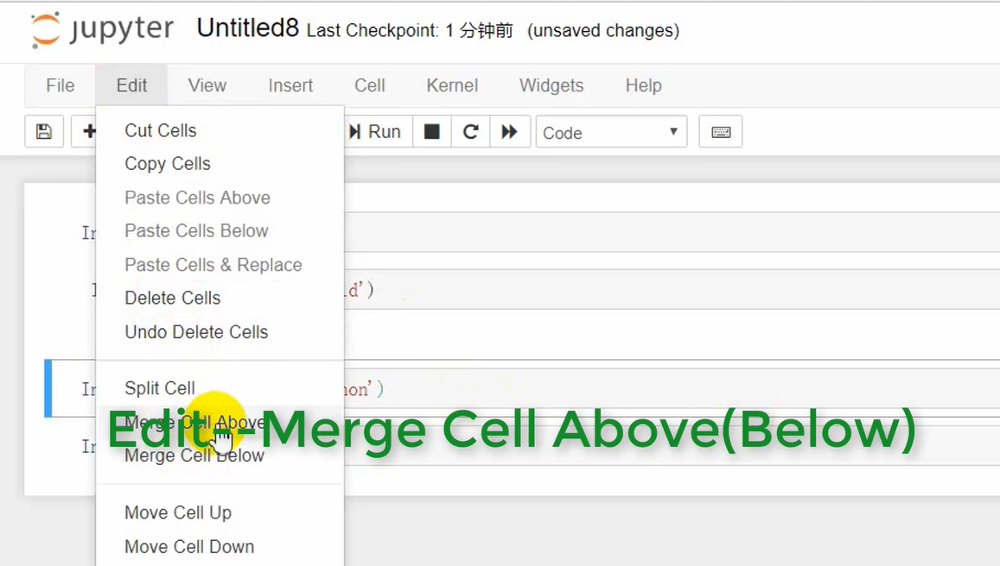 jupyter Untitled8 Last Checkpoint: 1 分钟前 (unsaved changes)
File Edit View Insert Cell Kernel Widgets Help
Run Code
Cut Cells
Copy Cells
Paste Cells Above
Paste Cells Below
Paste Cells & Replace
Delete Cells
Undo Delete Cells
Split Cell
Merge Cell Above
Merge Cell Below
Move Cell Up
Move Cell Down
In
d')
In
non')
In
Edit--Merge Cell Above(Below)